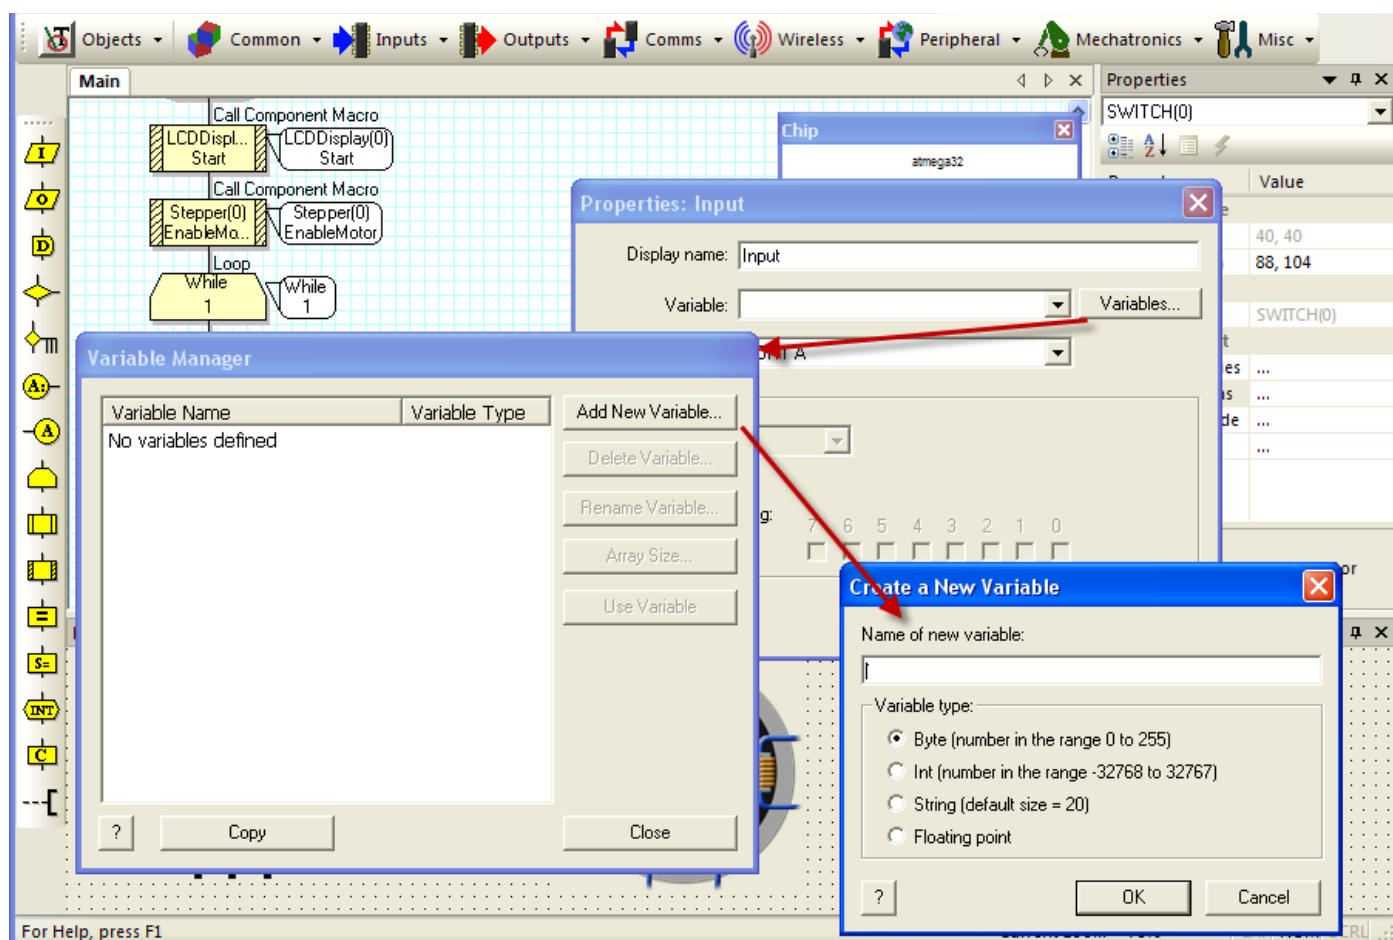 Objects Common Inputs Outputs Comms Wireless Peripheral Mechatronics Misc
Main
Properties
Call Component Macro
LCDDispl...
Start
LCDDisplay(0)
Start
Call Component Macro
Stepper(0)
EnableMo...
Stepper(0)
EnableMotor
Loop
While
1
While
1
Chip
atmega32
SWITCH(0)
Value
40, 40
88, 104
SWITCH(0)
es ...
...
de ...
...
Properties: Input
Display name: Input
Variable: Variables...
7 6 5 4 3 2 1 0
Variable Manager
Variable Name Variable Type
No variables defined
Add New Variable...
Delete Variable...
Rename Variable...
Array Size...
Use Variable
? Copy Close
Create a New Variable
Name of new variable:
Variable type:
Byte (number in the range 0 to 255)
Int (number in the range -32768 to 32767)
String (default size = 20)
Floating point
? OK Cancel
I
O
D
A:
A
=
S=
INT
C
For Help, press F1